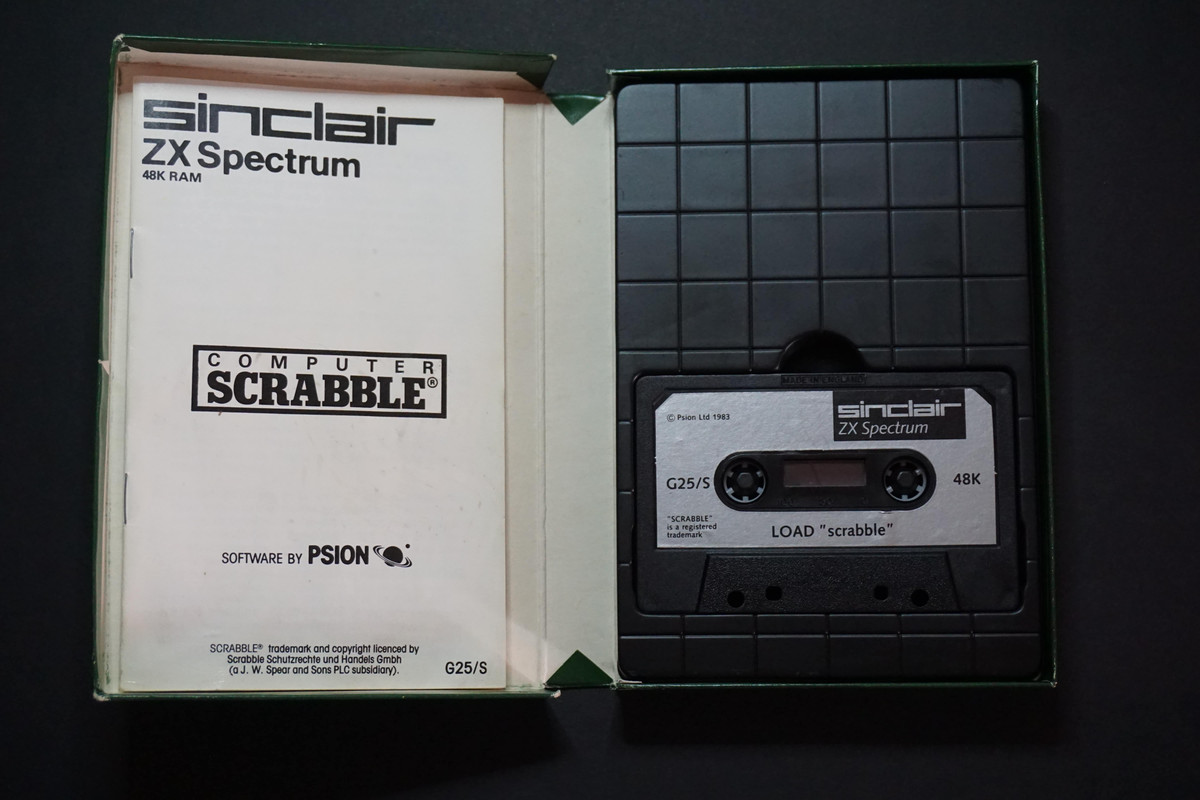 sinclair
ZX Spectrum
48K RAM
COMPUTER
SCRABBLE®
SOFTWARE BY PSION
SCRABBLE® trademark and copyright licenced by
Scrabble Schutzrechte und Handels Gmbh
(a J. W. Spear and Sons PLC subsidiary).
G25/S
MADE IN ENGLAND
© Psion Ltd 1983
sinclair
ZX Spectrum
G25/S
48K
"SCRABBLE"
is a registered
trademark
LOAD "scrabble"